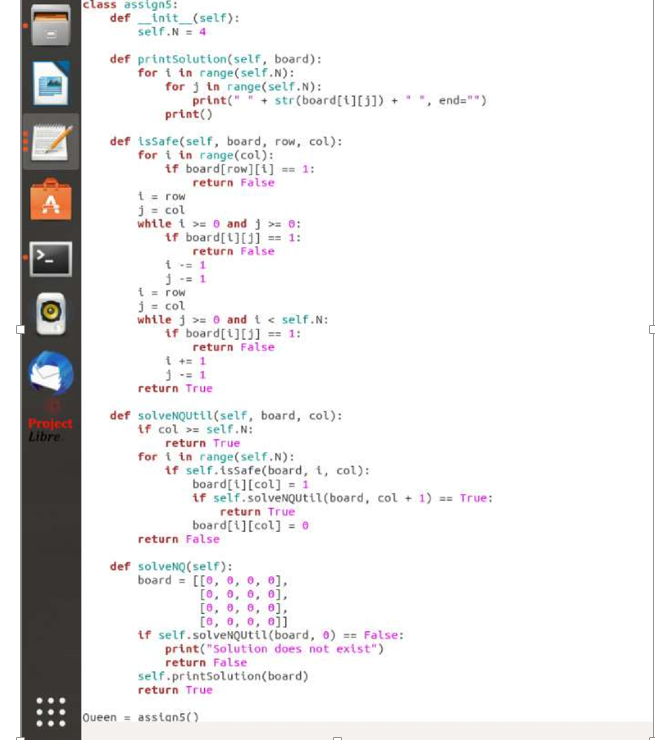 class assign5:
    def __init__(self):
        self.N = 4

    def printSolution(self, board):
        for i in range(self.N):
            for j in range(self.N):
                print(" " + str(board[i][j]) + " ", end="")
            print()

    def isSafe(self, board, row, col):
        for i in range(col):
            if board[row][i] == 1:
                return False
        i = row
        j = col
        while i >= 0 and j >= 0:
            if board[i][j] == 1:
                return False
            i -= 1
            j -= 1
        i = row
        j = col
        while j >= 0 and i < self.N:
            if board[i][j] == 1:
                return False
            i += 1
            j -= 1
        return True

    def solveNQUtil(self, board, col):
        if col >= self.N:
            return True
        for i in range(self.N):
            if self.isSafe(board, i, col):
                board[i][col] = 1
                if self.solveNQUtil(board, col + 1) == True:
                    return True
                board[i][col] = 0
        return False

    def solveNQ(self):
        board = [[0, 0, 0, 0],
                 [0, 0, 0, 0],
                 [0, 0, 0, 0],
                 [0, 0, 0, 0]]
        if self.solveNQUtil(board, 0) == False:
            print("Solution does not exist")
            return False
        self.printSolution(board)
        return True

Queen = assign5()
Project
Libre